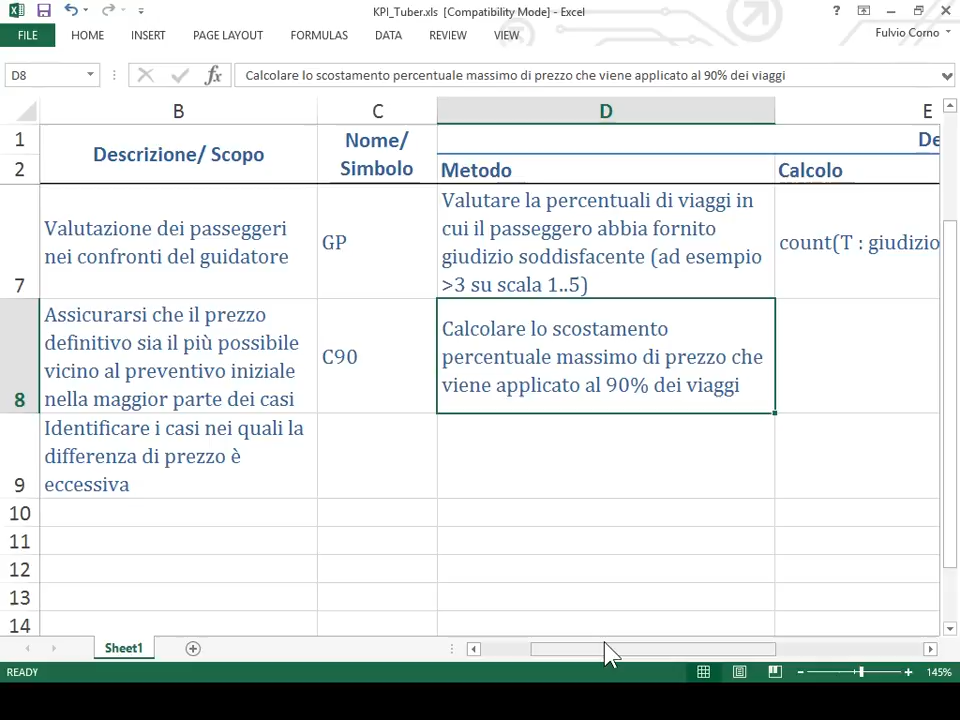 KPI_Tuber.xls [Compatibility Mode] - Excel
?
FILE HOME INSERT PAGE LAYOUT FORMULAS DATA REVIEW VIEW
Fulvio Corno
D8
fx
Calcolare lo scostamento percentuale massimo di prezzo che viene applicato al 90% dei viaggi
B C D E
1
2
Descrizione/ Scopo
Nome/
Simbolo
De
Metodo
Calcolo
7
Valutazione dei passeggeri
nei confronti del guidatore
GP
Valutare la percentuali di viaggi in
cui il passeggero abbia fornito
giudizio soddisfacente (ad esempio
>3 su scala 1..5)
count(T : giudizio
8
Assicurarsi che il prezzo
definitivo sia il più possibile
vicino al preventivo iniziale
nella maggior parte dei casi
C90
Calcolare lo scostamento
percentuale massimo di prezzo che
viene applicato al 90% dei viaggi
9
Identificare i casi nei quali la
differenza di prezzo è
eccessiva
10
11
12
13
14
Sheet1
READY
145%